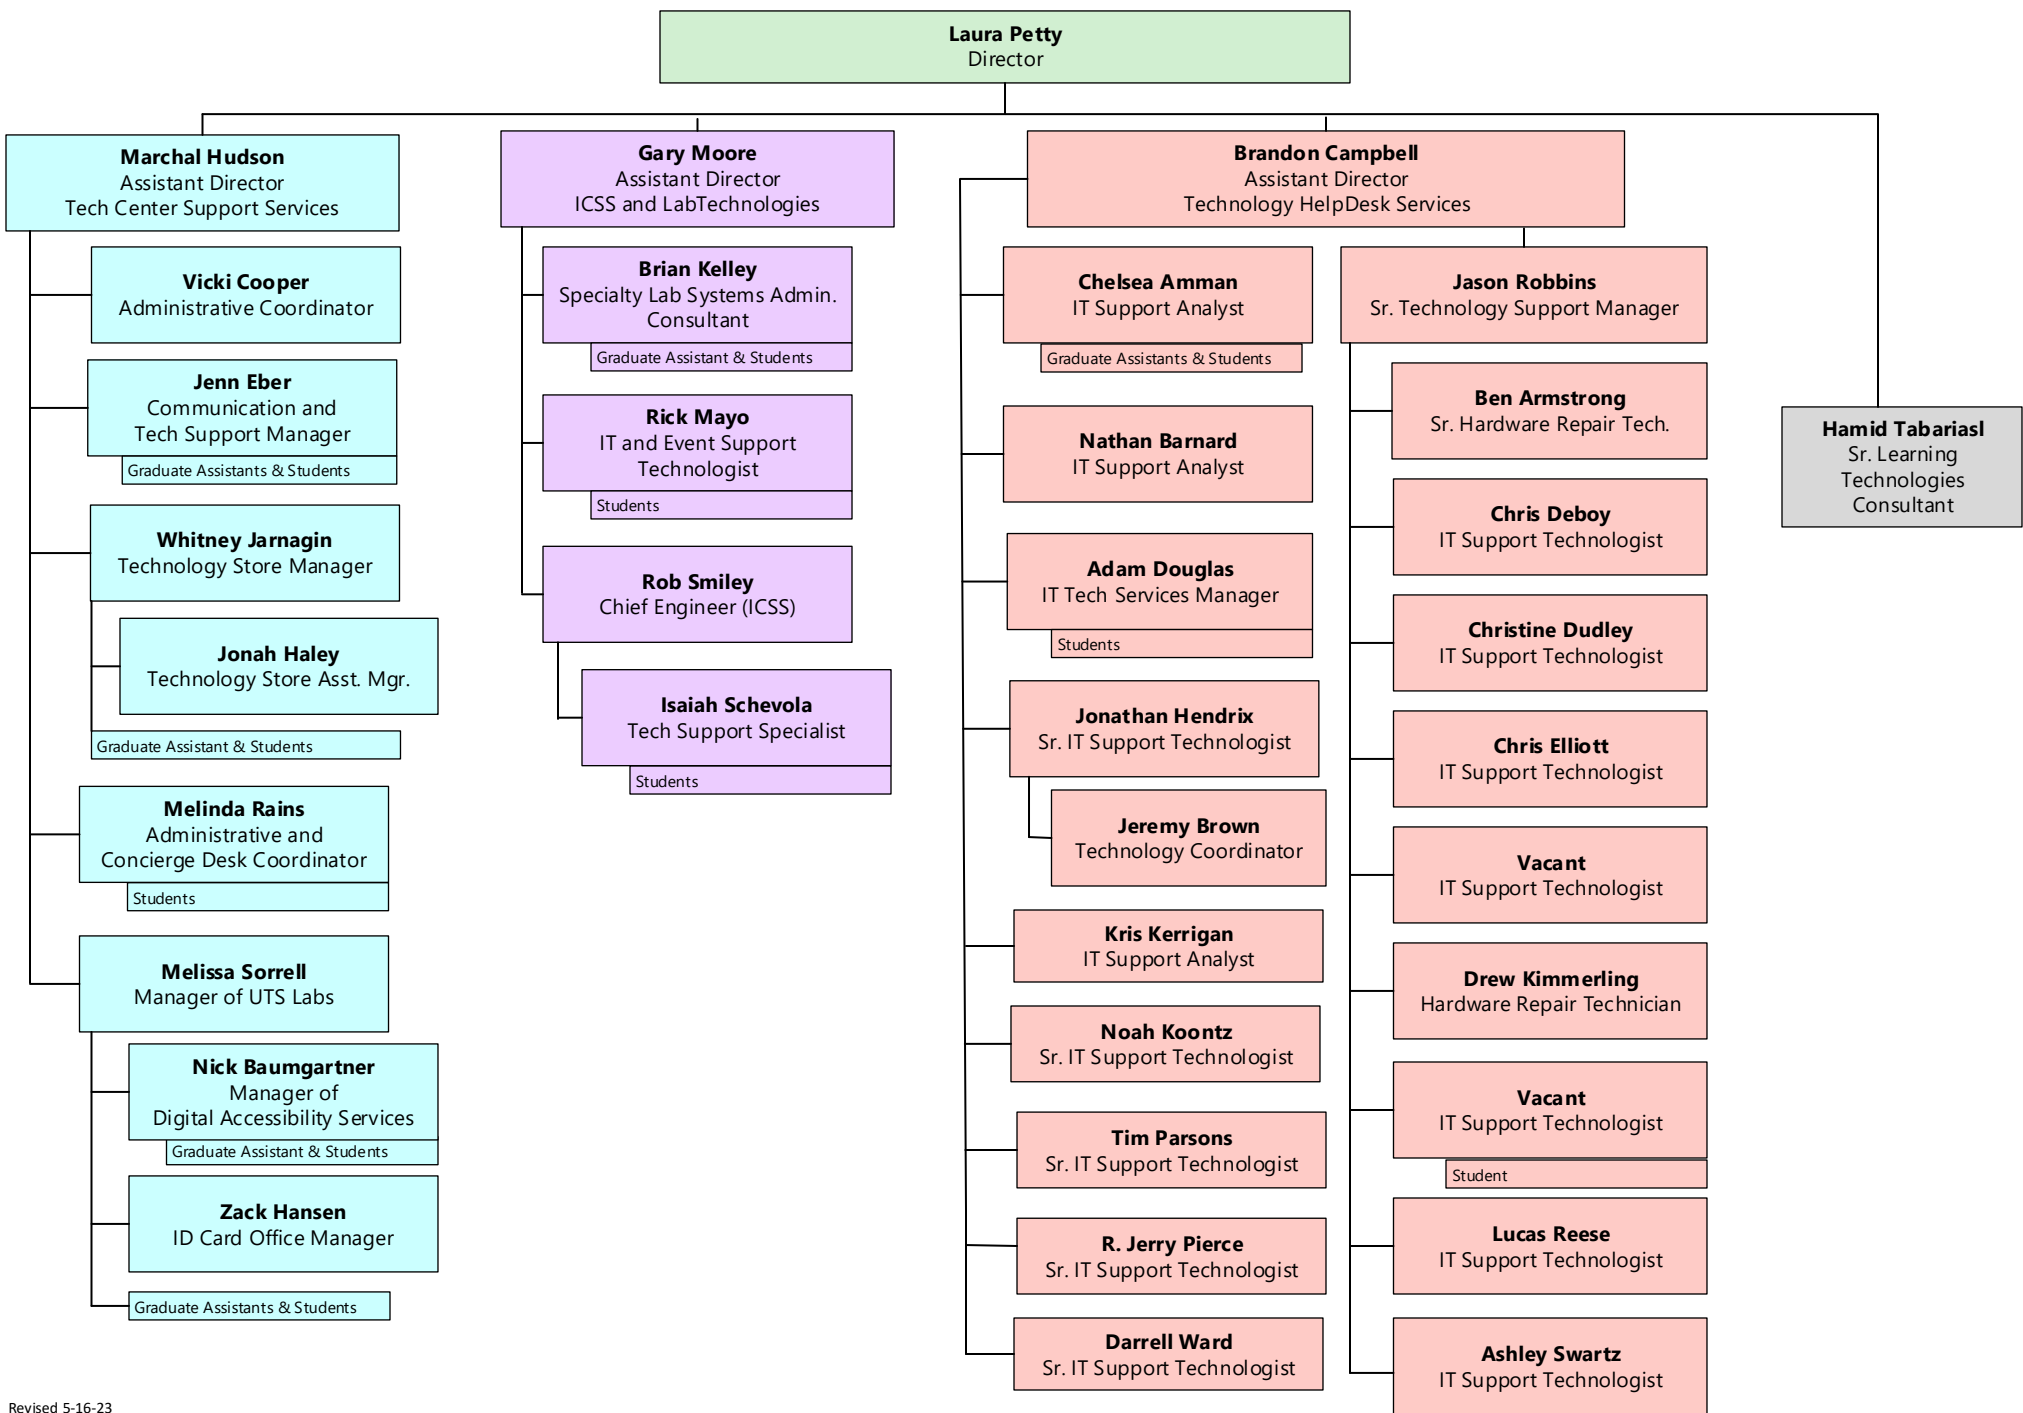 Laura Petty
Director
Marchal Hudson
Assistant Director
Tech Center Support Services
Vicki Cooper
Administrative Coordinator
Jenn Eber
Communication and
Tech Support Manager
Graduate Assistants & Students
Whitney Jarnagin
Technology Store Manager
Jonah Haley
Technology Store Asst. Mgr.
Graduate Assistant & Students
Melinda Rains
Administrative and
Concierge Desk Coordinator
Students
Melissa Sorrell
Manager of UTS Labs
Nick Baumgartner
Manager of
Digital Accessibility Services
Graduate Assistant & Students
Zack Hansen
ID Card Office Manager
Graduate Assistants & Students
Gary Moore
Assistant Director
ICSS and LabTechnologies
Brian Kelley
Specialty Lab Systems Admin.
Consultant
Graduate Assistant & Students
Rick Mayo
IT and Event Support
Technologist
Students
Rob Smiley
Chief Engineer (ICSS)
Isaiah Schevola
Tech Support Specialist
Students
Brandon Campbell
Assistant Director
Technology HelpDesk Services
Chelsea Amman
IT Support Analyst
Graduate Assistants & Students
Nathan Barnard
IT Support Analyst
Adam Douglas
IT Tech Services Manager
Students
Jonathan Hendrix
Sr. IT Support Technologist
Jeremy Brown
Technology Coordinator
Kris Kerrigan
IT Support Analyst
Noah Koontz
Sr. IT Support Technologist
Tim Parsons
Sr. IT Support Technologist
R. Jerry Pierce
Sr. IT Support Technologist
Darrell Ward
Sr. IT Support Technologist
Jason Robbins
Sr. Technology Support Manager
Ben Armstrong
Sr. Hardware Repair Tech.
Chris Deboy
IT Support Technologist
Christine Dudley
IT Support Technologist
Chris Elliott
IT Support Technologist
Vacant
IT Support Technologist
Drew Kimmerling
Hardware Repair Technician
Vacant
IT Support Technologist
Student
Lucas Reese
IT Support Technologist
Ashley Swartz
IT Support Technologist
Hamid Tabariasl
Sr. Learning
Technologies
Consultant
Revised 5-16-23